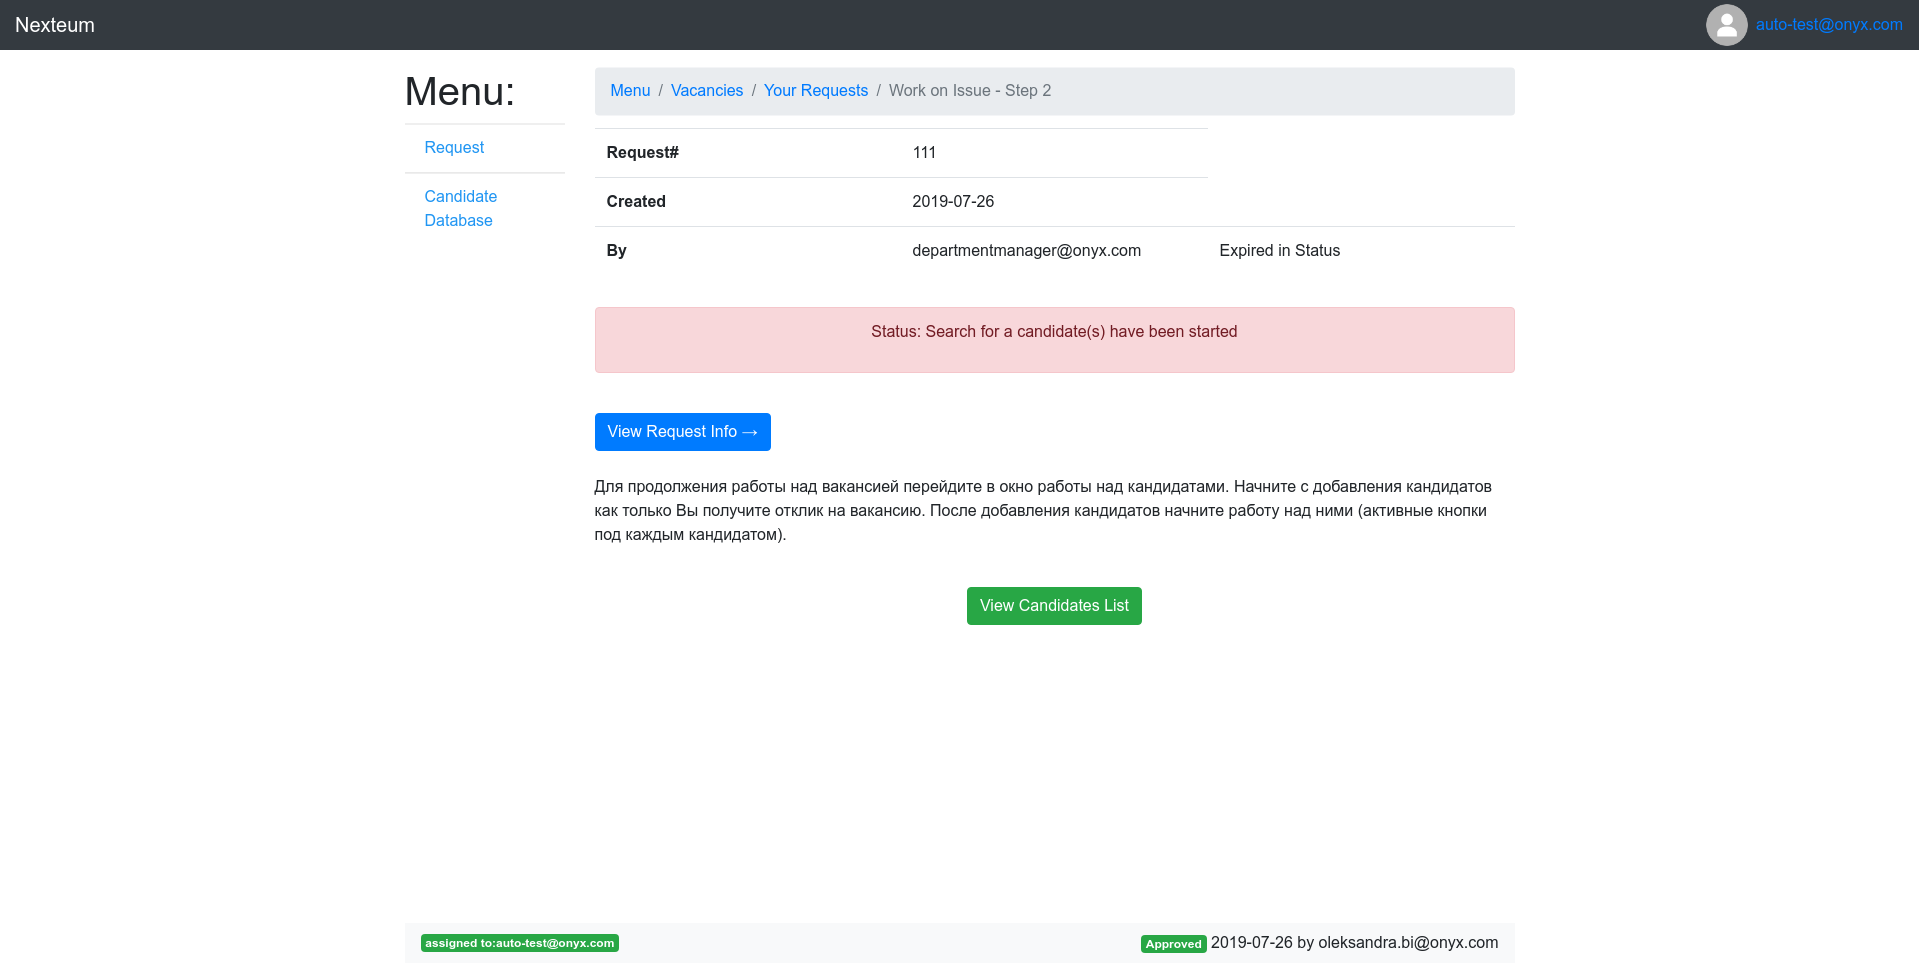 Nexteum
auto-test@onyx.com
Menu:
Request
Candidate
Database
Menu / Vacancies / Your Requests / Work on Issue - Step 2
Request# 111
Created 2019-07-26
By departmentmanager@onyx.com Expired in Status
Status: Search for a candidate(s) have been started
View Request Info →
Для продолжения работы над вакансией перейдите в окно работы над кандидатами. Начните с добавления кандидатов
как только Вы получите отклик на вакансию. После добавления кандидатов начните работу над ними (активные кнопки
под каждым кандидатом).
View Candidates List
assigned to:auto-test@onyx.com
Approved 2019-07-26 by oleksandra.bi@onyx.com